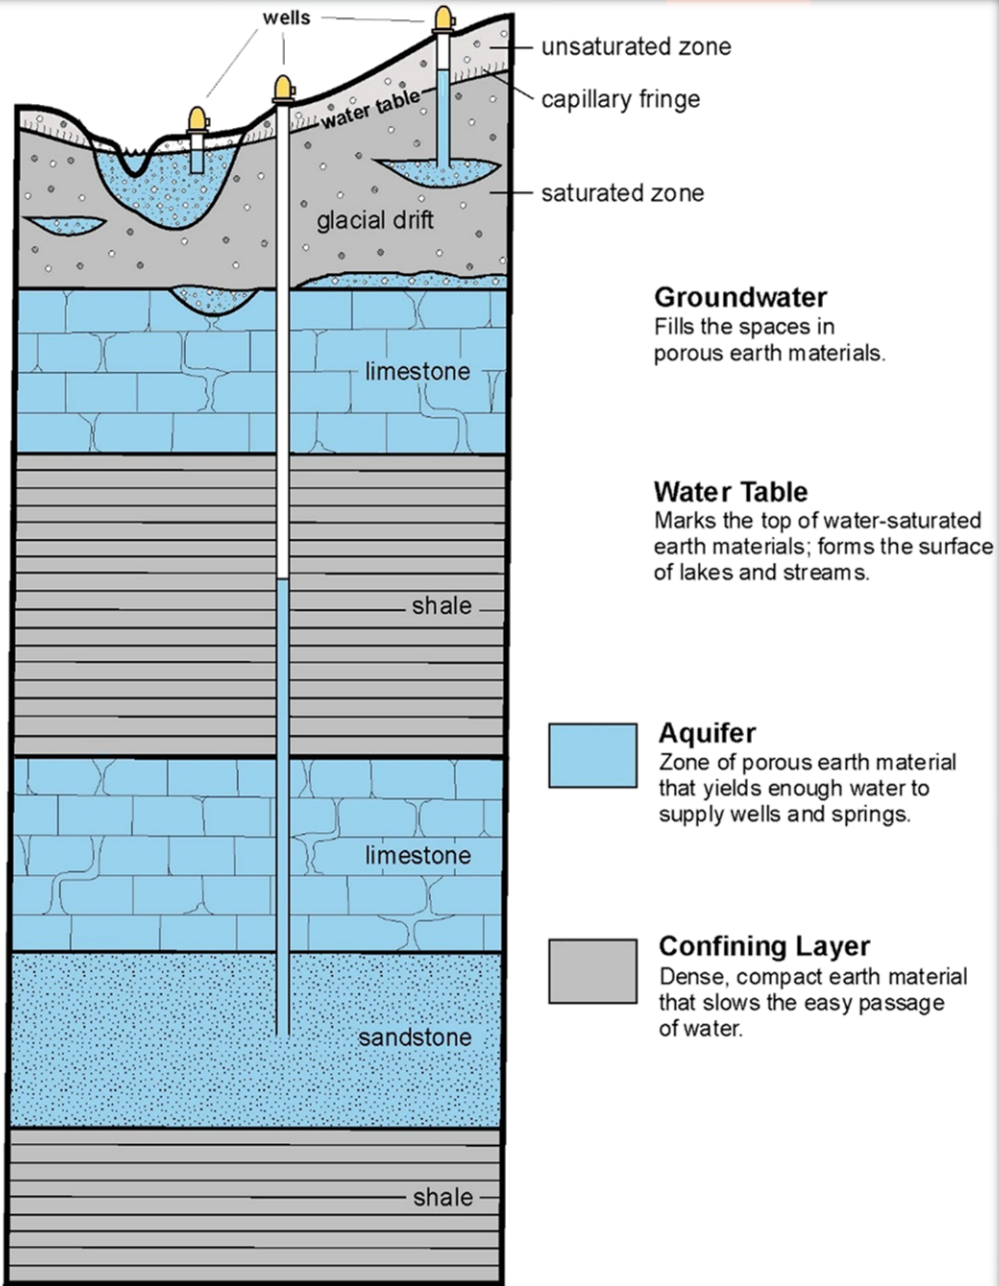 wells
unsaturated zone
capillary fringe
water table
saturated zone
glacial drift
Groundwater
Fills the spaces in
porous earth materials.
limestone
Water Table
Marks the top of water-saturated
earth materials; forms the surface
of lakes and streams.
shale
Aquifer
Zone of porous earth material
that yields enough water to
supply wells and springs.
limestone
Confining Layer
Dense, compact earth material
that slows the easy passage
of water.
sandstone
shale